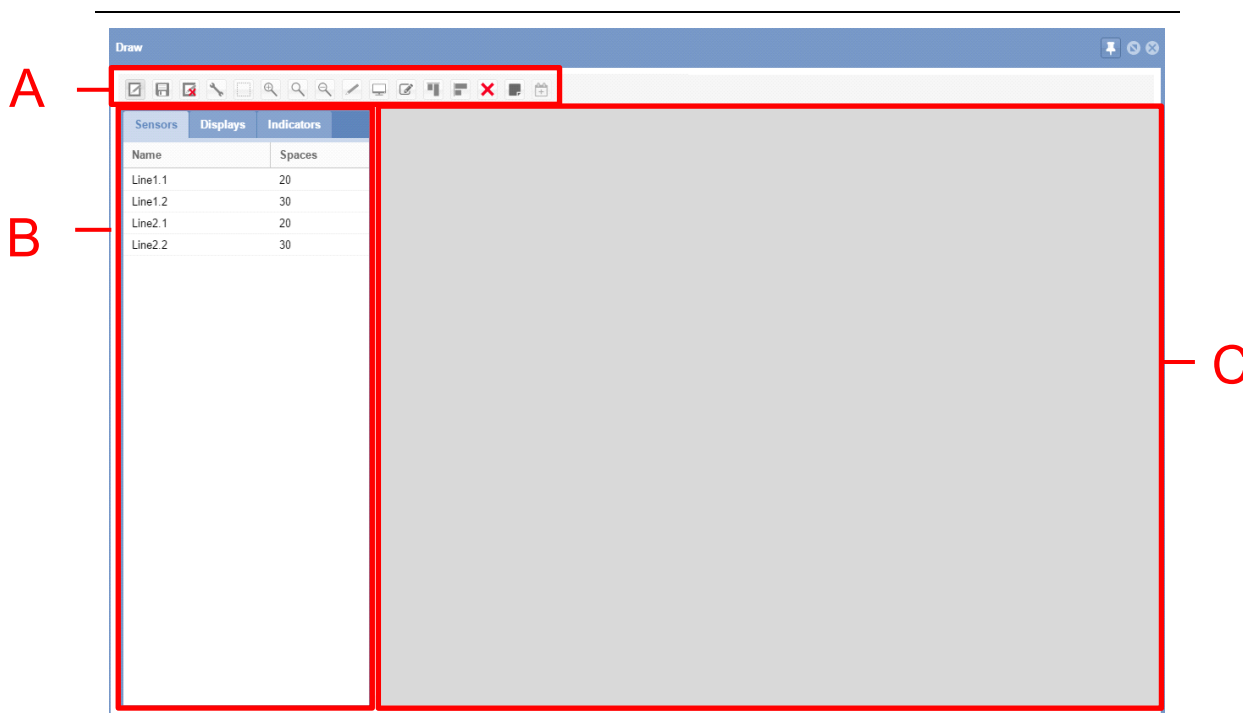 Draw
A
Sensors Displays Indicators
Name Spaces
Line1.1 20
Line1.2 30
Line2.1 20
Line2.2 30
B
C